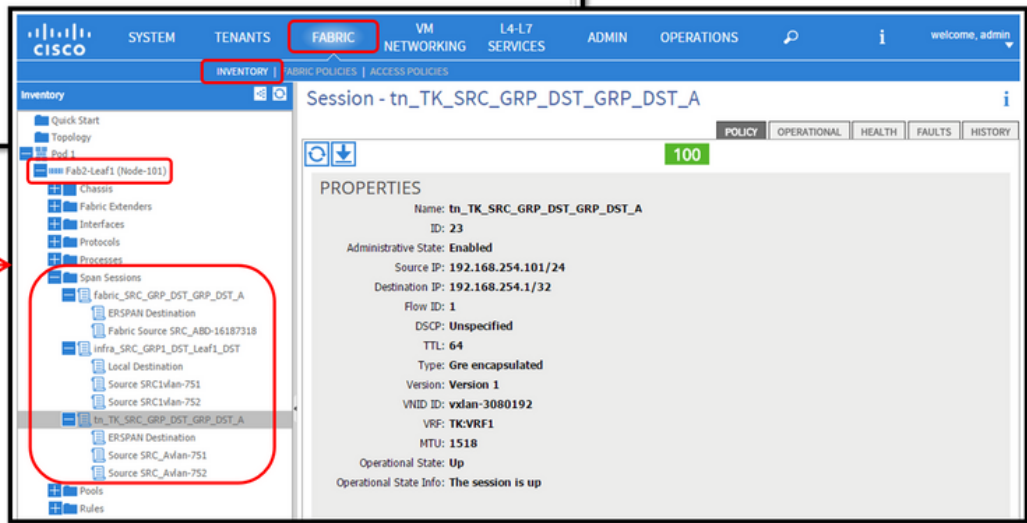 CISCO
SYSTEM
TENANTS
FABRIC
VM NETWORKING
L4-L7 SERVICES
ADMIN
OPERATIONS
i
welcome, admin
INVENTORY | FABRIC POLICIES | ACCESS POLICIES
Inventory
Quick Start
Topology
Pod 1
Fab2-Leaf1 (Node-101)
Chassis
Fabric Extenders
Interfaces
Protocols
Processes
Span Sessions
fabric_SRC_GRP_DST_GRP_DST_A
ERSPAN Destination
Fabric Source SRC_ABD-16187318
infra_SRC_GRP1_DST_Leaf1_DST
Local Destination
Source SRC1vlan-751
Source SRC1vlan-752
tn_TK_SRC_GRP_DST_GRP_DST_A
ERSPAN Destination
Source SRC_Avlan-751
Source SRC_Avlan-752
Pools
Rules
Session - tn_TK_SRC_GRP_DST_GRP_DST_A
i
POLICY
OPERATIONAL
HEALTH
FAULTS
HISTORY
100
PROPERTIES
Name: tn_TK_SRC_GRP_DST_GRP_DST_A
ID: 23
Administrative State: Enabled
Source IP: 192.168.254.101/24
Destination IP: 192.168.254.1/32
Flow ID: 1
DSCP: Unspecified
TTL: 64
Type: Gre encapsulated
Version: Version 1
VNID ID: vxlan-3080192
VRF: TK:VRF1
MTU: 1518
Operational State: Up
Operational State Info: The session is up